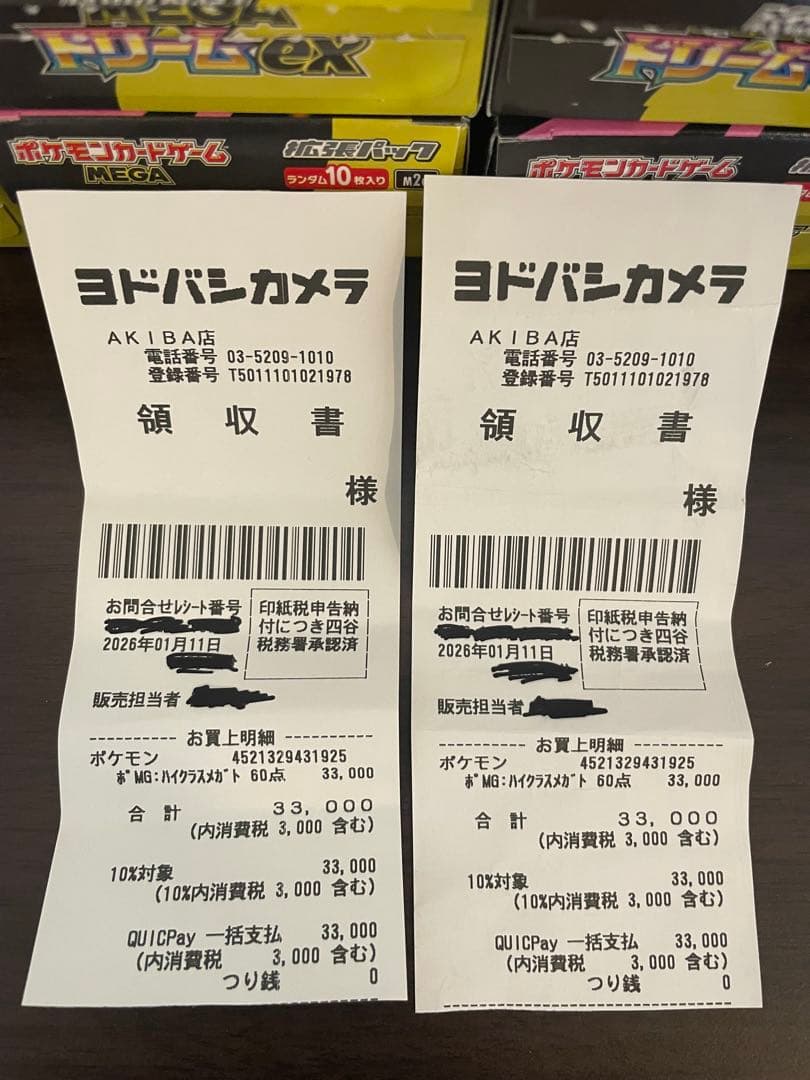 MEGA
ドリームex
ドリーム
ポケモンカードゲーム
MEGA
拡張パック
ランダム10枚入り
ポケモンカードゲーム
ヨドバシカメラ
AKIBA店
電話番号 03-5209-1010
登録番号 T5011101021978
領 収 書
様
お問合せレシート番号
2026年01月11日
印紙税申告納
付につき四谷
税務署承認済
販売担当者
お買上明細
ポケモン 4521329431925
ポMG:ハイクラスメガト 60点 33,000
合 計 33,000
(内消費税 3,000 含む)
10%対象 33,000
(10%内消費税 3,000 含む)
QUICPay 一括支払 33,000
(内消費税 3,000 含む)
つり銭 0
ヨドバシカメラ
AKIBA店
電話番号 03-5209-1010
登録番号 T5011101021978
領 収 書
様
お問合せレシート番号
2026年01月11日
印紙税申告納
付につき四谷
税務署承認済
販売担当者
お買上明細
ポケモン 4521329431925
ポMG:ハイクラスメガト 60点 33,000
合 計 33,000
(内消費税 3,000 含む)
10%対象 33,000
(10%内消費税 3,000 含む)
QUICPay 一括支払 33,000
(内消費税 3,000 含む)
つり銭 0